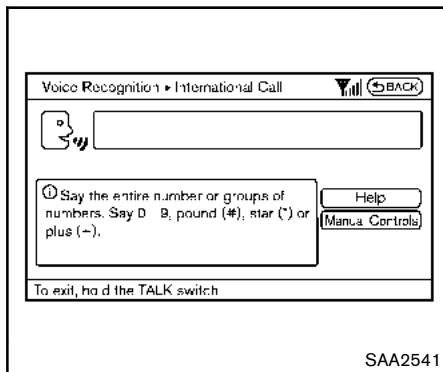 Voice Recognition ▸ International Call
BACK
Say the entire number or groups of
numbers. Say 0 9, pound (#), star (*) or
plus (+).
Help
Manual Controls
To exit, hold the TALK switch
SAA2541